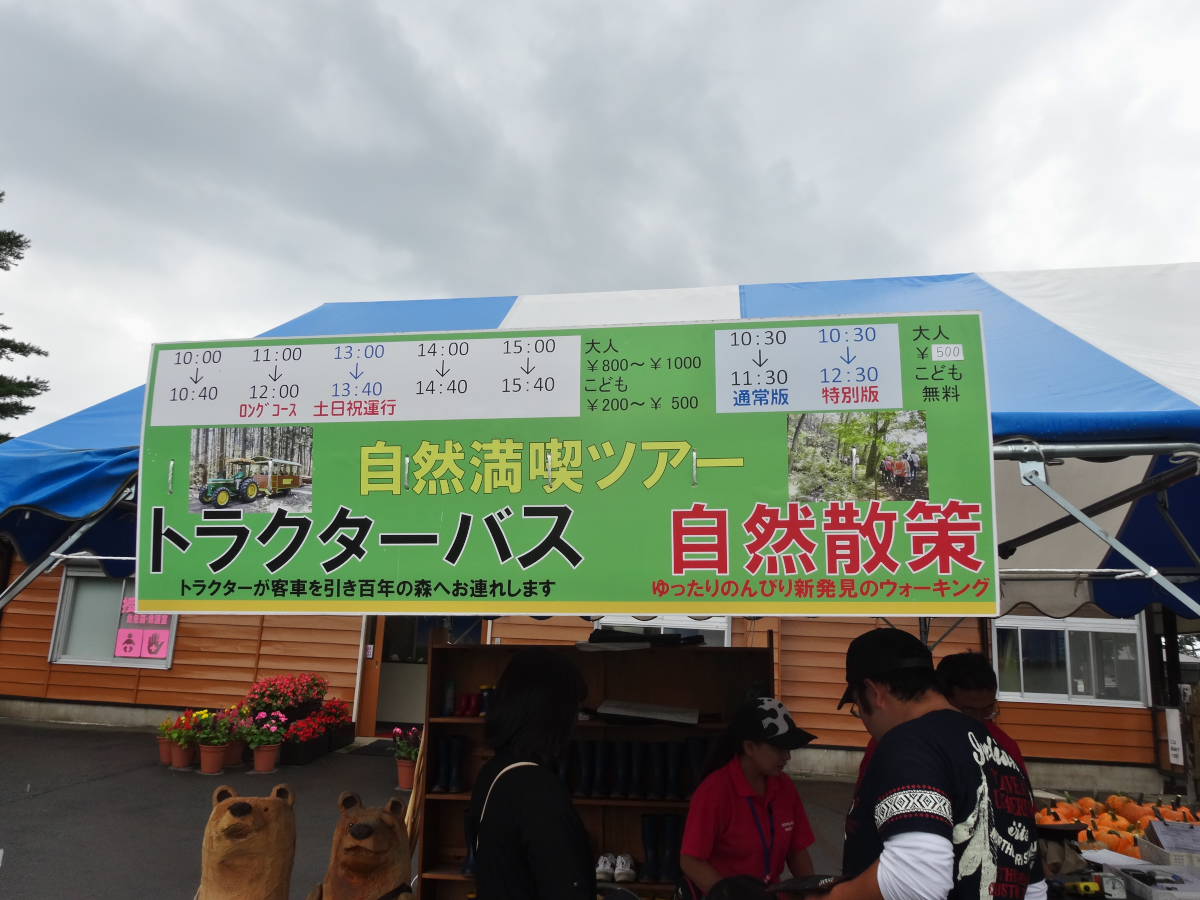 10:00 11:00 13:00 14:00 15:00
↓ ↓ ↓ ↓ ↓
10:40 12:00 13:40 14:40 15:40
ロングコース 土日祝運行
大人
¥800～¥1000
こども
¥200～¥ 500
10:30 10:30
↓ ↓
11:30 12:30
通常版 特別版
大人
¥ 500
こども
無料
自然満喫ツアー
トラクターバス
自然散策
トラクターが客車を引き百年の森へお連れします
ゆったりのんびり新発見のウォーキング